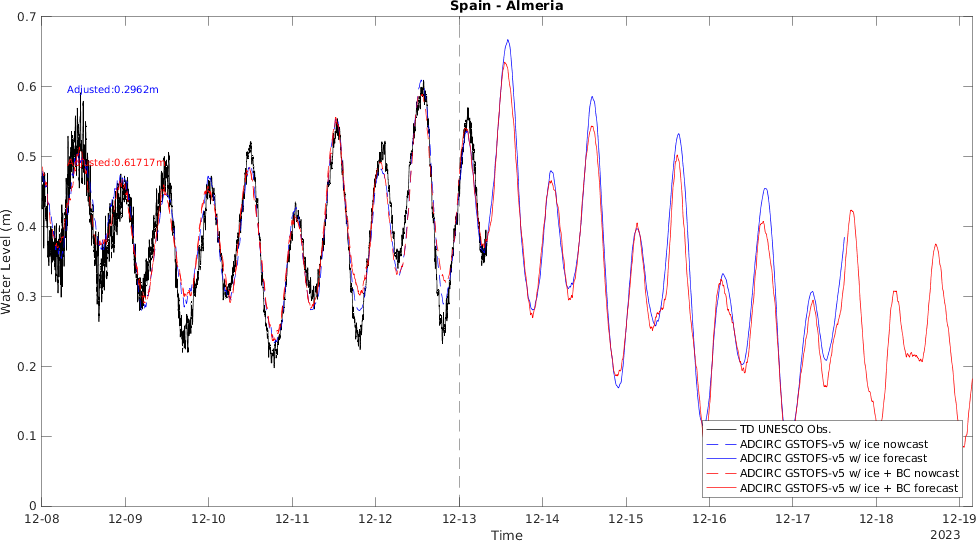 Spain - Almeria
0.7
0.6
0.5
0.4
0.3
0.2
0.1
0
Water Level (m)
Adjusted:0.2962m
Adjusted:0.61717m
TD UNESCO Obs.
ADCIRC GSTOFS-v5 w/ ice nowcast
ADCIRC GSTOFS-v5 w/ ice forecast
ADCIRC GSTOFS-v5 w/ ice + BC nowcast
ADCIRC GSTOFS-v5 w/ ice + BC forecast
12-08 12-09 12-10 12-11 12-12 12-13 12-14 12-15 12-16 12-17 12-18 12-19
Time
2023